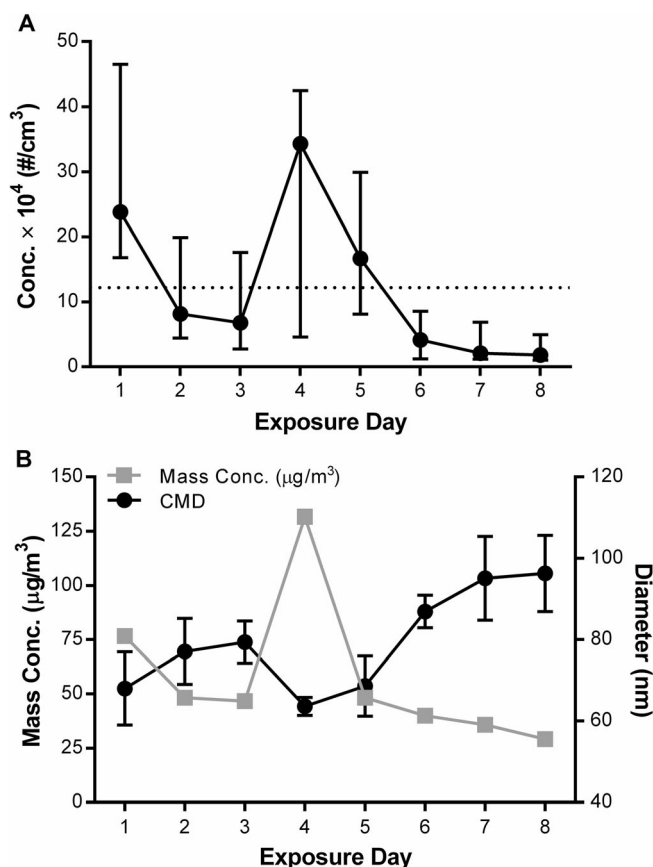 A
Conc. × 10⁴ (#/cm³)
50
40
30
20
10
0
1 2 3 4 5 6 7 8
Exposure Day
B
Mass Conc. (μg/m³)
CMD
Mass Conc. (μg/m³)
150
125
100
75
50
25
0
Diameter (nm)
120
100
80
60
40
1 2 3 4 5 6 7 8
Exposure Day